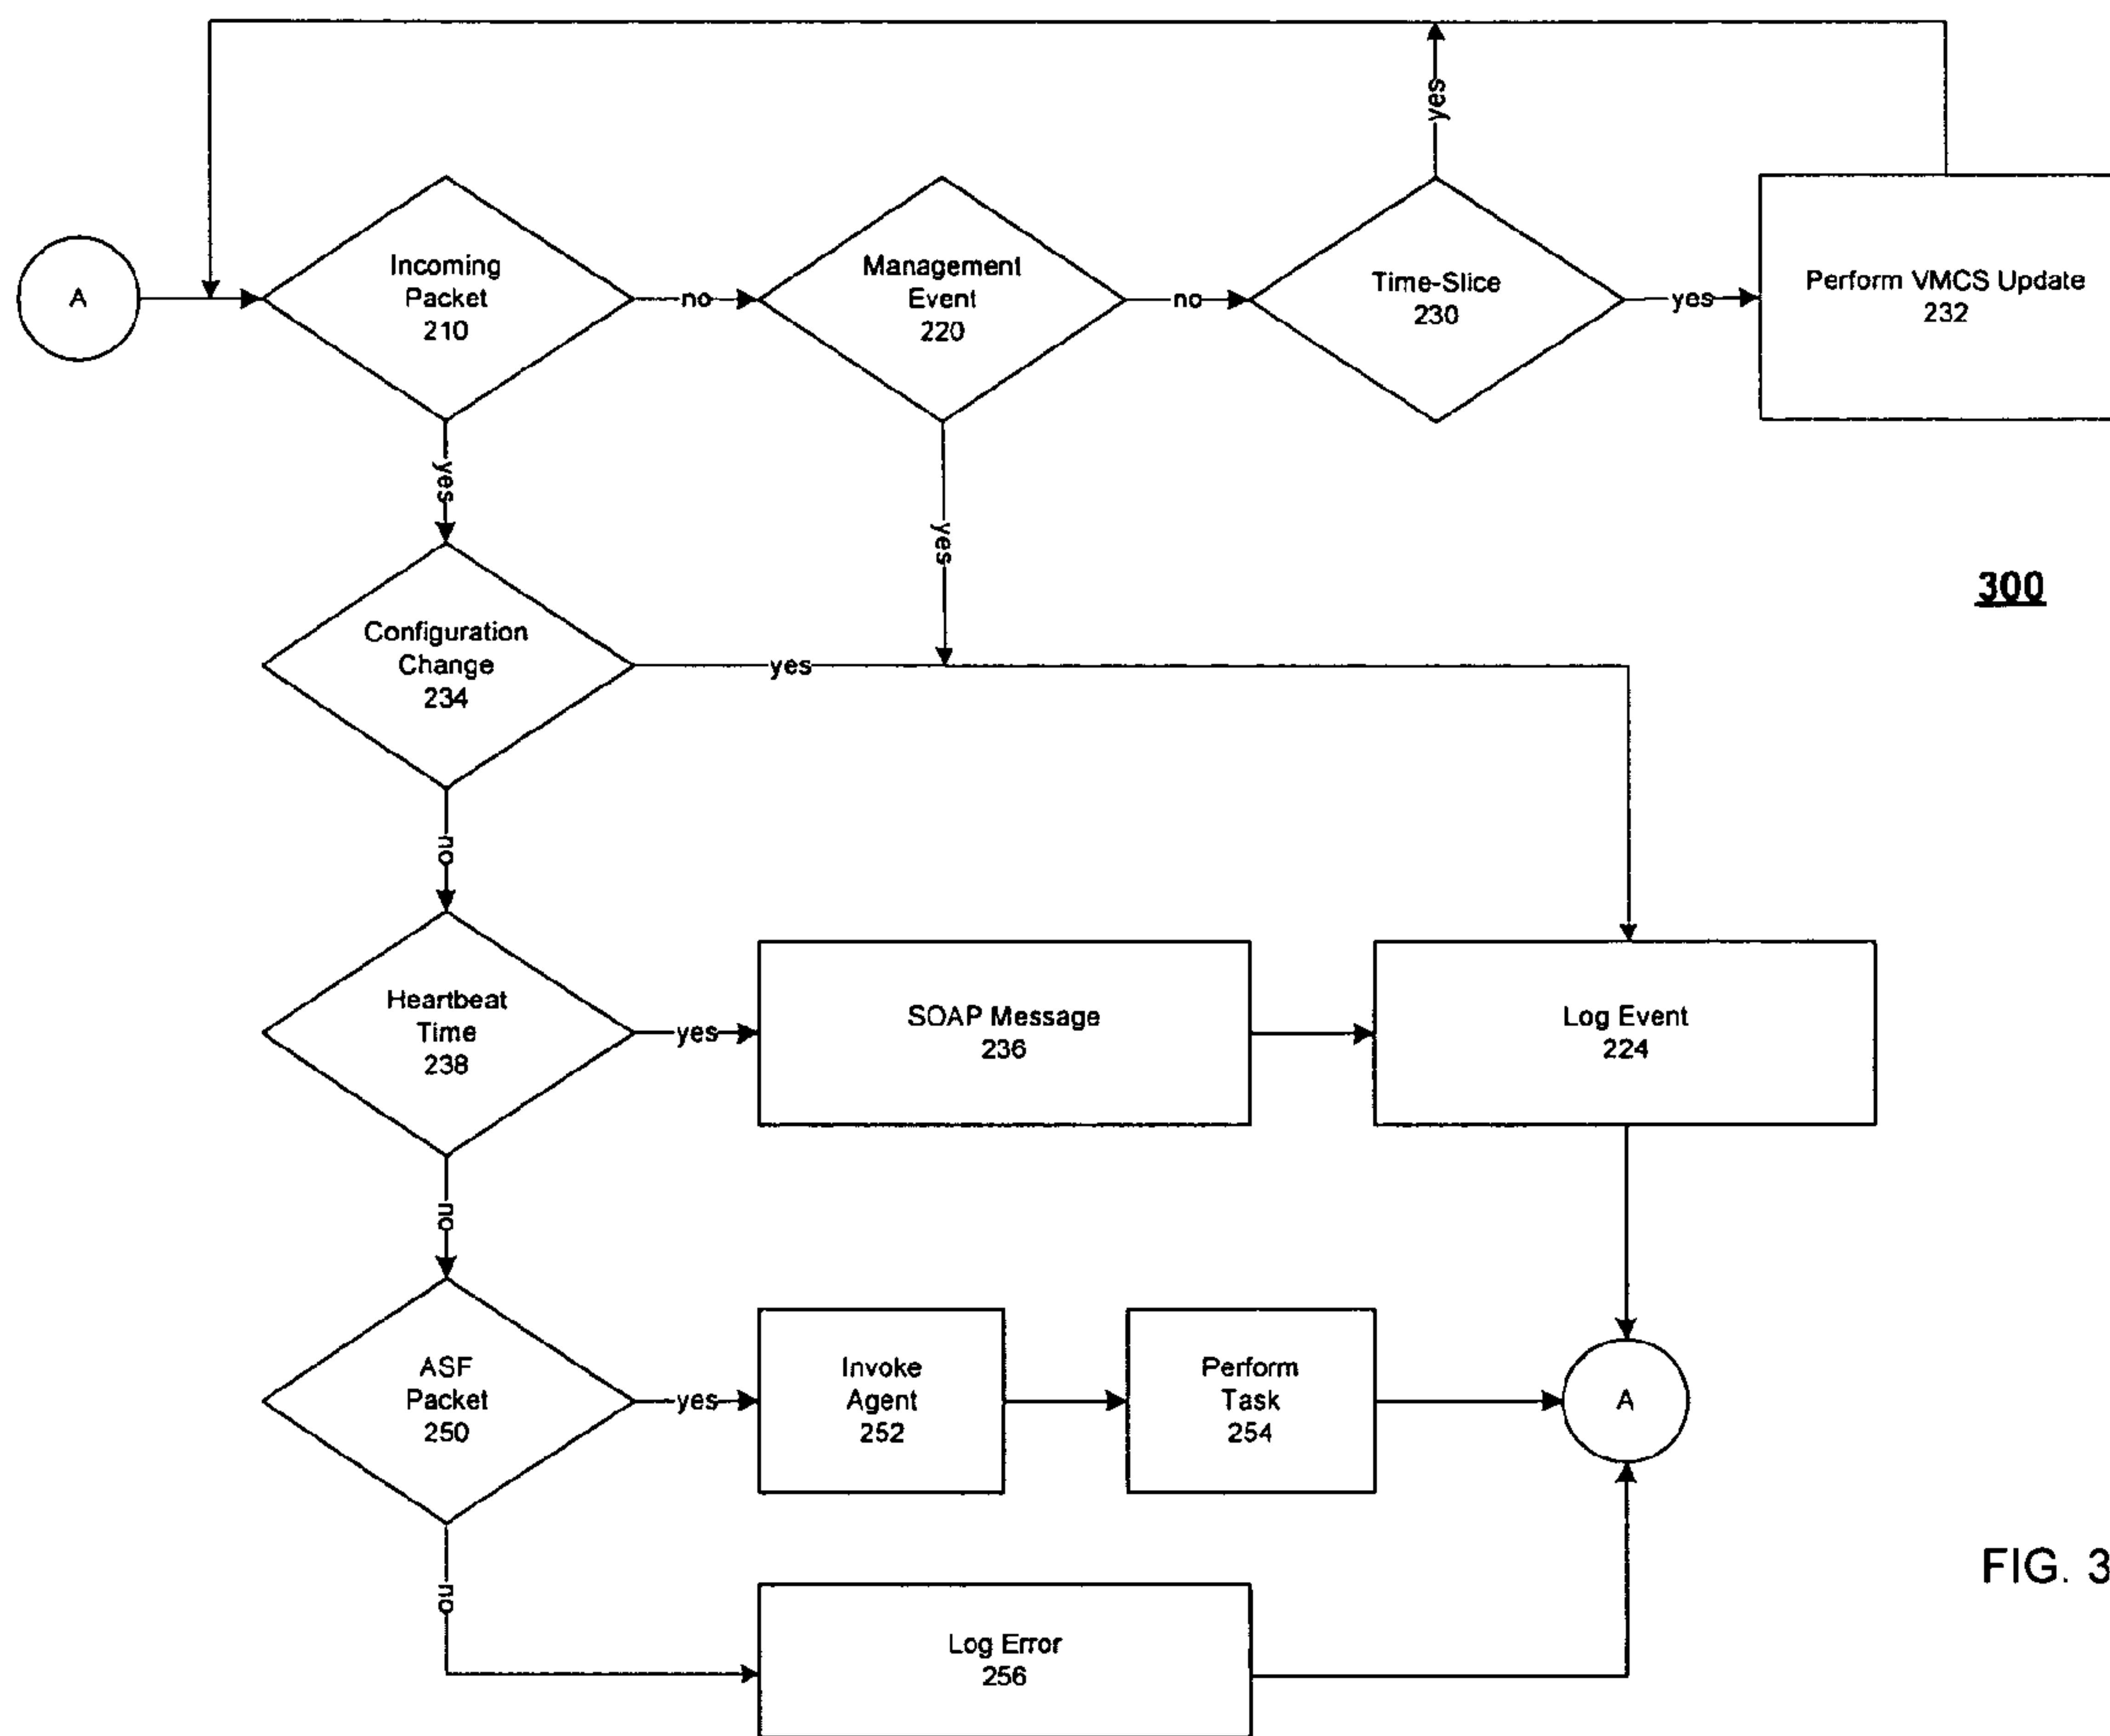 yes
A
Incoming
Packet
210
no
Management
Event
220
no
Time-Slice
230
yes
Perform VMCS Update
232
yes
yes
300
Configuration
Change
234
yes
no
Heartbeat
Time
238
yes
SOAP Message
236
Log Event
224
no
ASF
Packet
250
yes
Invoke
Agent
252
Perform
Task
254
A
no
Log Error
256
FIG. 3